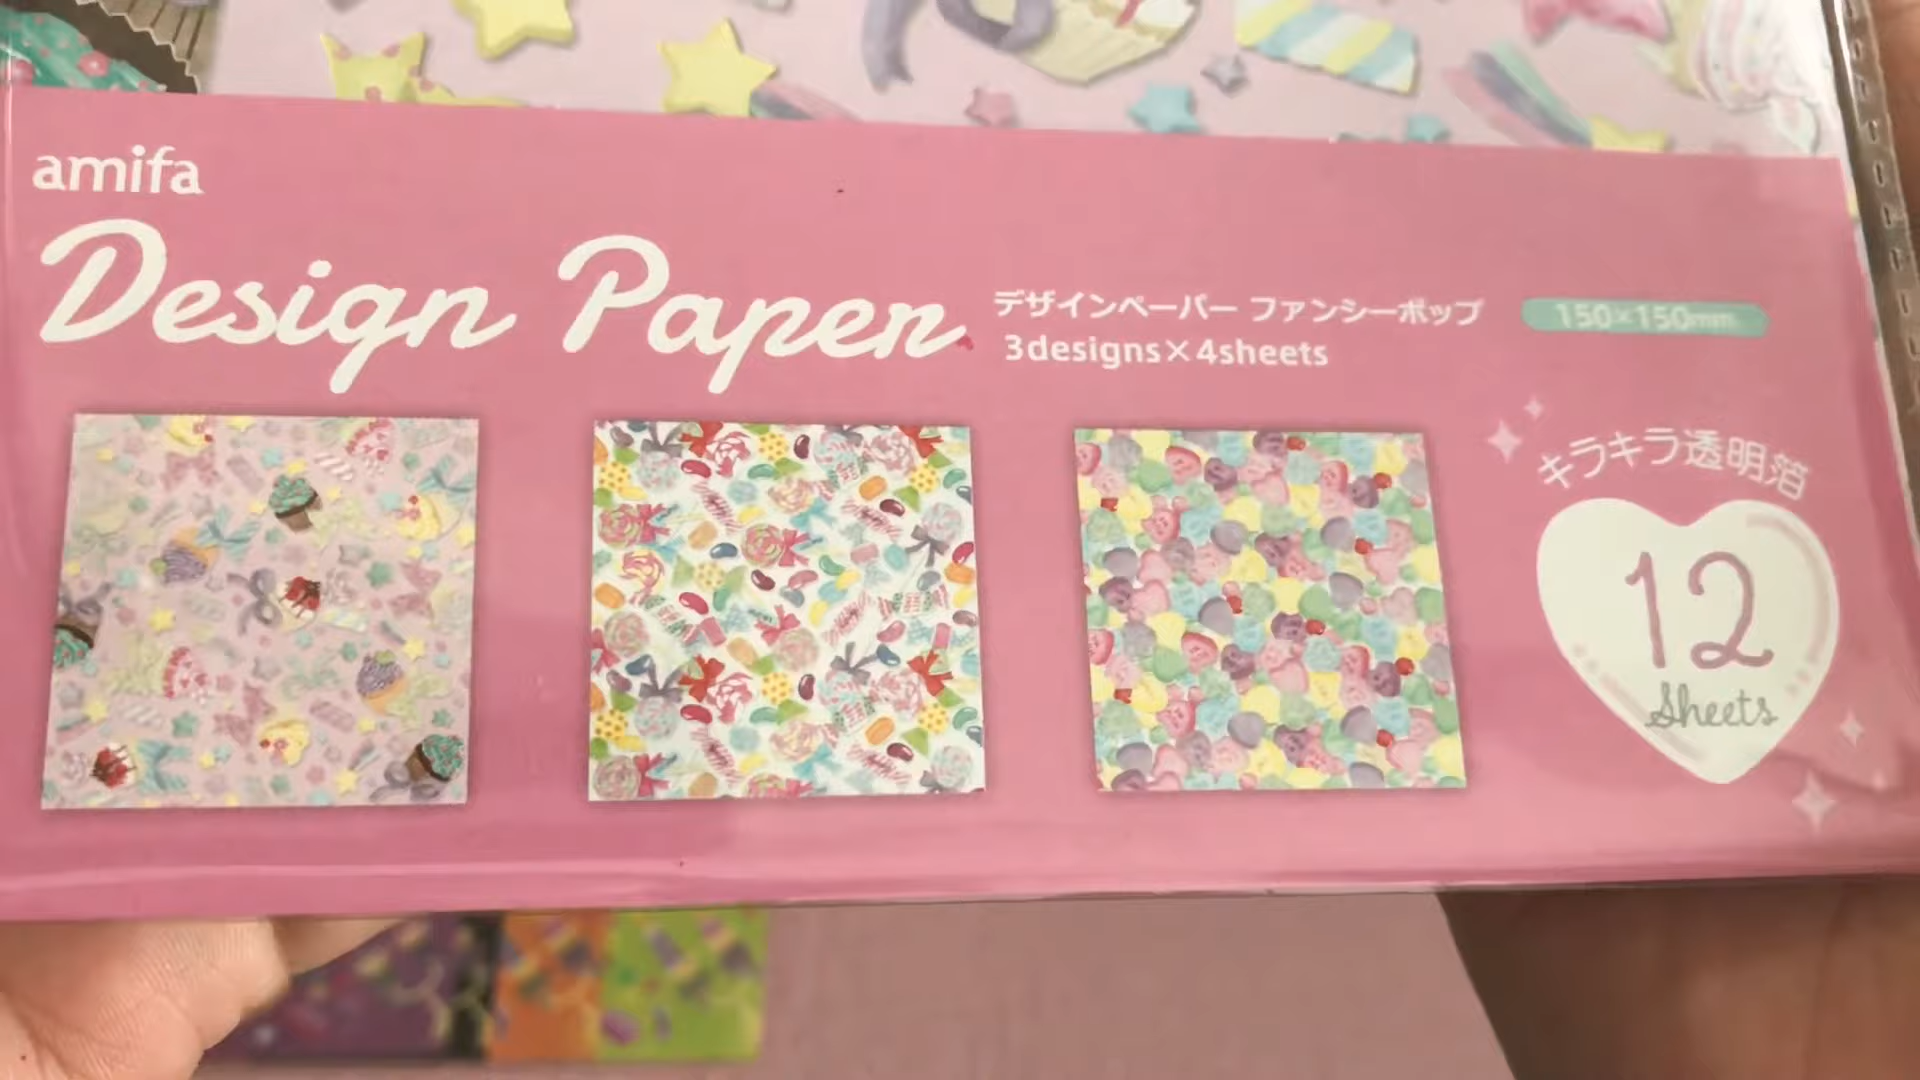 amifa
Design Paper
デザインペーパー ファンシーポップ
150×150mm
3designs×4sheets
キラキラ透明箔
12
Sheets